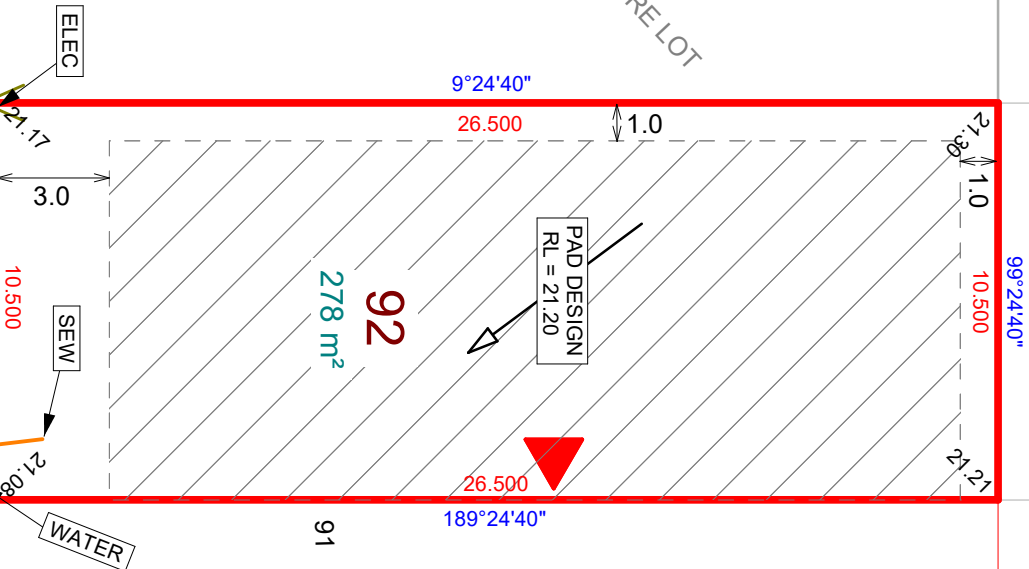 RE LOT
ELEC
9°24'40"
26.500
1.0
21.17
21.30
3.0
1.0
PAD DESIGN
RL = 21.20
92
278 m²
99°24'40"
10.500
10.500
SEW
21.08
21.21
26.500
189°24'40"
WATER
91